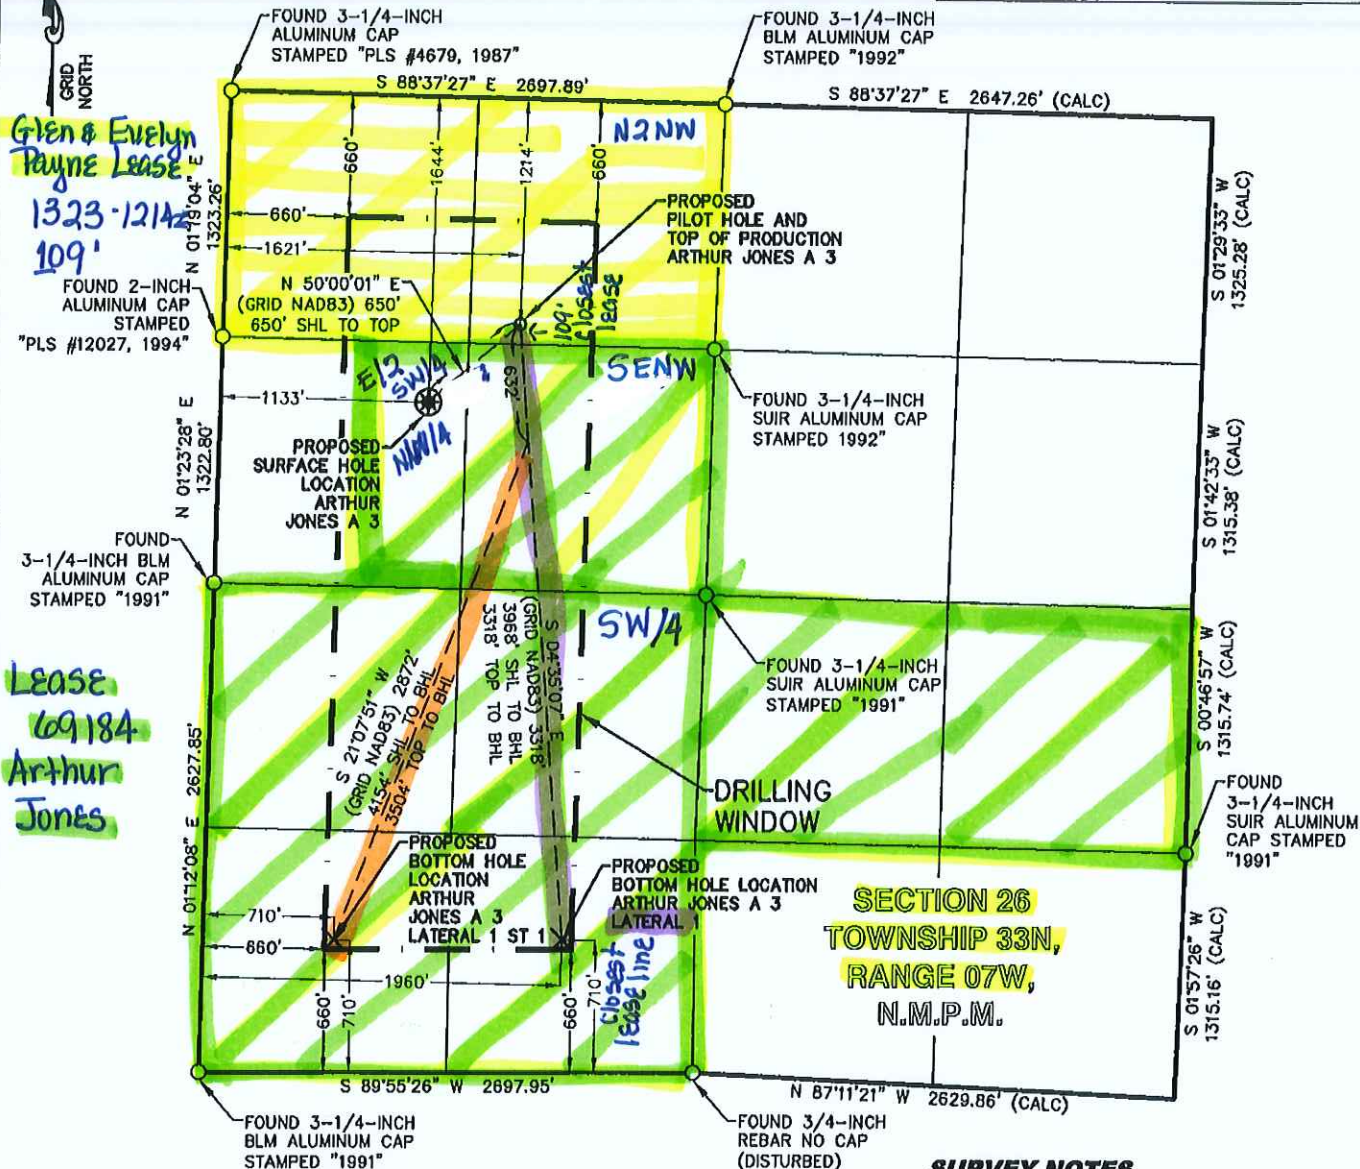 FOUND 3-1/4-INCH
ALUMINUM CAP
STAMPED "PLS #4679, 1987"
FOUND 3-1/4-INCH
BLM ALUMINUM CAP
STAMPED "1992"
GRID
NORTH
S 88°37'27" E 2697.89'
S 88°37'27" E 2647.26' (CALC)
Glen & Evelyn
Payne Lease
1323-1214=
109'
N 01°19'04" E
1323.26'
660'
1644'
1214'
660'
N2NW
660'
1621'
PROPOSED
PILOT HOLE AND
TOP OF PRODUCTION
ARTHUR JONES A 3
S 01°29'33" W
1325.28' (CALC)
FOUND 2-INCH
ALUMINUM CAP
STAMPED
"PLS #12027, 1994"
N 50°00'01" E
(GRID NAD83) 650'
650' SHL TO TOP
109'
Closest
lease
E/2
SW/4
NW/4
SENW
632'
1133'
N 01°23'28" E
1322.80'
PROPOSED
SURFACE HOLE
LOCATION
ARTHUR
JONES A 3
FOUND 3-1/4-INCH
SUIR ALUMINUM CAP
STAMPED 1992"
S 01°42'33" W
1315.38' (CALC)
FOUND
3-1/4-INCH BLM
ALUMINUM CAP
STAMPED "1991"
SW/4
FOUND 3-1/4-INCH
SUIR ALUMINUM CAP
STAMPED "1991"
S 00°46'57" W
1315.74' (CALC)
Lease
69184
Arthur
Jones
N 01°12'08" E 2627.85'
S 21°07'51" W
(GRID NAD83) 2872'
4154' SHL TO BHL
3504' TOP TO BHL
S 04°35'07" E
(GRID NAD83) 3318'
3968' SHL TO BHL
3318' TOP TO BHL
DRILLING
WINDOW
FOUND
3-1/4-INCH
SUIR ALUMINUM
CAP STAMPED
"1991"
PROPOSED
BOTTOM HOLE
LOCATION
ARTHUR
JONES A 3
LATERAL 1 ST 1
PROPOSED
BOTTOM HOLE LOCATION
ARTHUR JONES A 3
LATERAL
710'
660'
1960'
660'
710'
660'
710'
Closest
lease line
SECTION 26
TOWNSHIP 33N,
RANGE 07W,
N.M.P.M.
S 01°57'26" W
1315.16' (CALC)
S 89°55'26" W 2697.95'
N 87°11'21" W 2629.86' (CALC)
FOUND 3-1/4-INCH
BLM ALUMINUM CAP
STAMPED "1991"
FOUND 3/4-INCH
REBAR NO CAP
(DISTURBED)
SURVEY NOTES